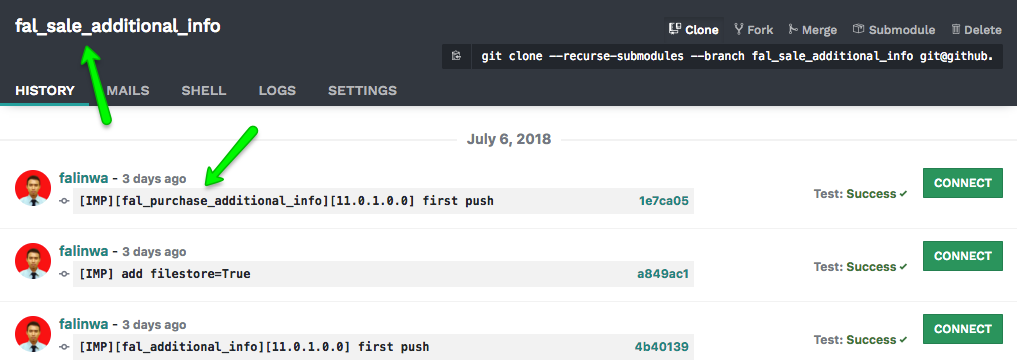 fal_sale_additional_info
Clone Fork Merge Submodule Delete
git clone --recurse-submodules --branch fal_sale_additional_info git@github.
HISTORY MAILS SHELL LOGS SETTINGS
July 6, 2018
falinwa - 3 days ago
[IMP][fal_purchase_additional_info][11.0.1.0.0] first push 1e7ca05
Test: Success
CONNECT
falinwa - 3 days ago
[IMP] add filestore=True a849ac1
Test: Success
CONNECT
falinwa - 3 days ago
[IMP][fal_additional_info][11.0.1.0.0] first push 4b40139
Test: Success
CONNECT